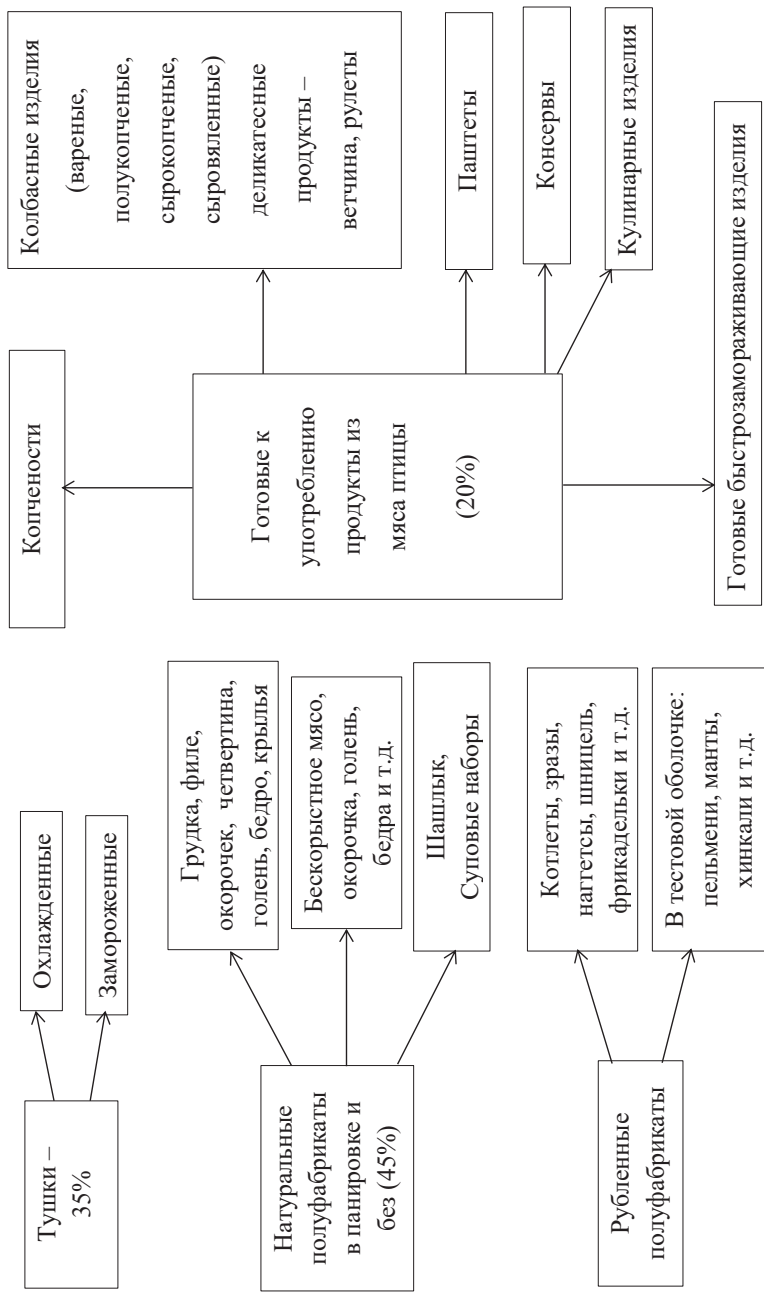 Тушки –
35%
Охлажденные
Замороженные
Натуральные
полуфабрикаты
в панировке и
без (45%)
Грудка, филе,
окорочек, четвертина,
голень, бедро, крылья
Бескорыстное мясо,
окорочка, голень,
бедра и т.д.
Шашлык,
Суповые наборы
Рубленные
полуфабрикаты
Котлеты, зразы,
наггетсы, шницель,
фрикадельки и т.д.
В тестовой оболочке:
пельмени, манты,
хинкали и т.д.
Копчености
Готовые к
употреблению
продукты из
мяса птицы
(20%)
Колбасные изделия
(вареные,
полукопченые,
сырокопченые,
сыровяленные)
деликатесные
продукты –
ветчина, рулеты
Паштеты
Консервы
Кулинарные изделия
Готовые быстрозамораживающие изделия